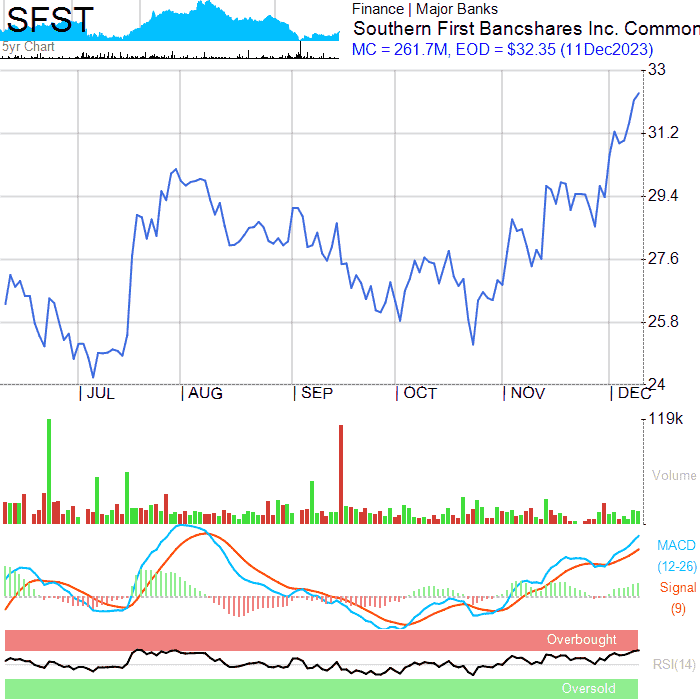 SFST
5yr Chart
Finance | Major Banks
Southern First Bancshares Inc. Common
MC = 261.7M, EOD = $32.35 (11Dec2023)
33
31.2
29.4
27.6
25.8
24
JUL AUG SEP OCT NOV DEC
119k
Volume
MACD
(12-26)
Signal
(9)
Overbought
RSI(14)
Oversold